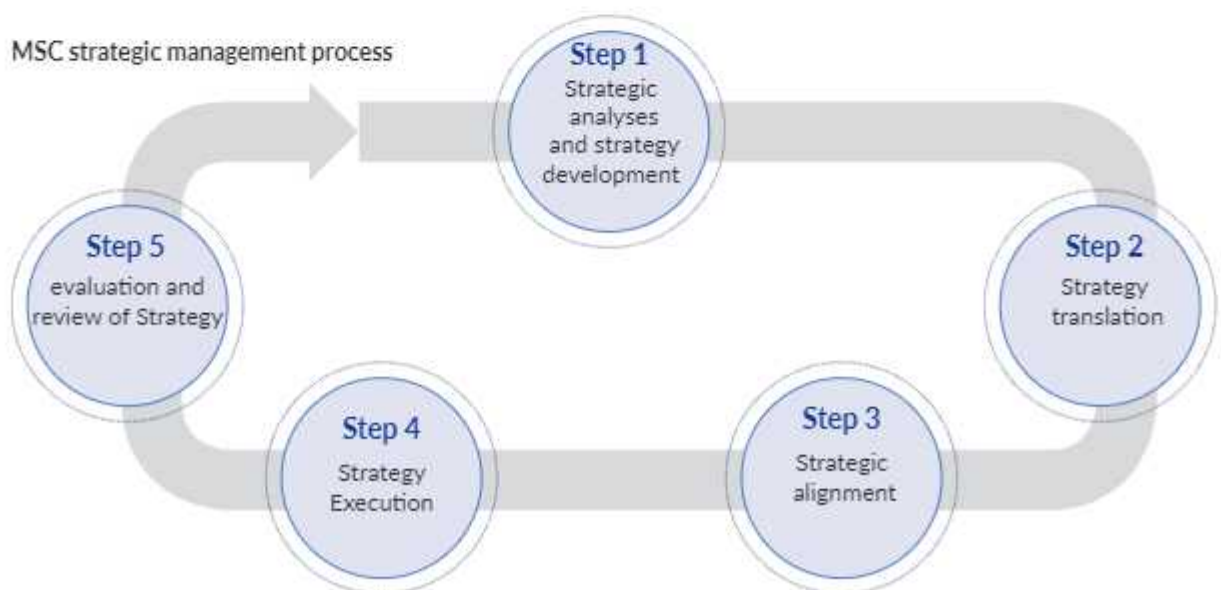 MSC strategic management process
Step 1
Strategic
analyses
and strategy
development
Step 2
Strategy
translation
Step 3
Strategic
alignment
Step 4
Strategy
Execution
Step 5
evaluation and
review of Strategy